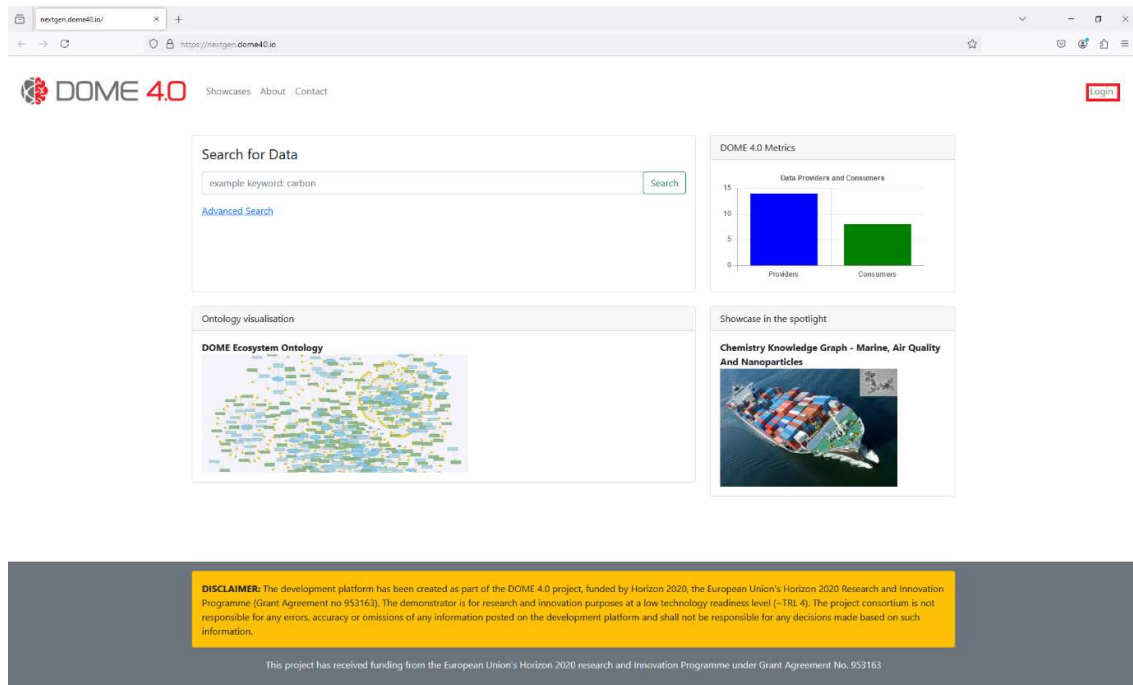 nextgen.dome40.io/
https://nextgen.dome40.io
DOME 4.0
Showcases About Contact
Login
Search for Data
example keyword: carbon
Search
Advanced Search
DOME 4.0 Metrics
Data Providers and Consumers
15
10
5
0
Providers Consumers
Ontology visualisation
DOME Ecosystem Ontology
Showcase in the spotlight
Chemistry Knowledge Graph - Marine, Air Quality
And Nanoparticles
DISCLAIMER: The development platform has been created as part of the DOME 4.0 project, funded by Horizon 2020, the European Union's Horizon 2020 Research and Innovation
Programme (Grant Agreement no 953163). The demonstrator is for research and innovation purposes at a low technology readiness level (~TRL 4). The project consortium is not
responsible for any errors, accuracy or omissions of any information posted on the development platform and shall not be responsible for any decisions made based on such
information.
This project has received funding from the European Union's Horizon 2020 research and Innovation Programme under Grant Agreement No. 953163